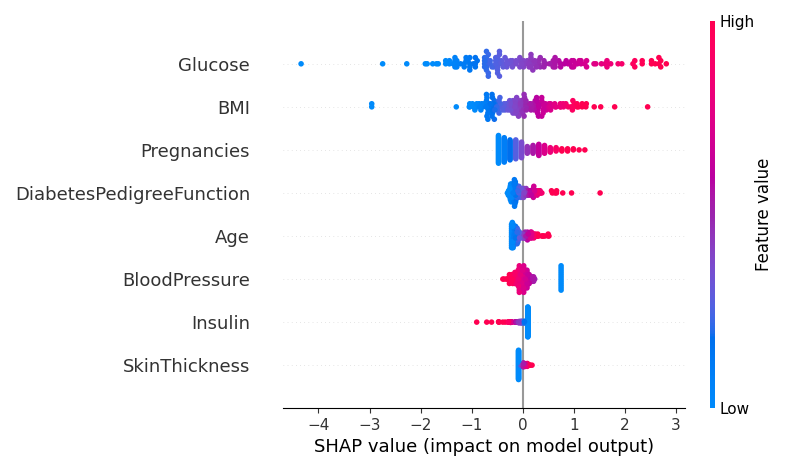 High
Glucose
BMI
Pregnancies
DiabetesPedigreeFunction
Age
BloodPressure
Insulin
SkinThickness
Feature value
Low
−4 −3 −2 −1 0 1 2 3
SHAP value (impact on model output)